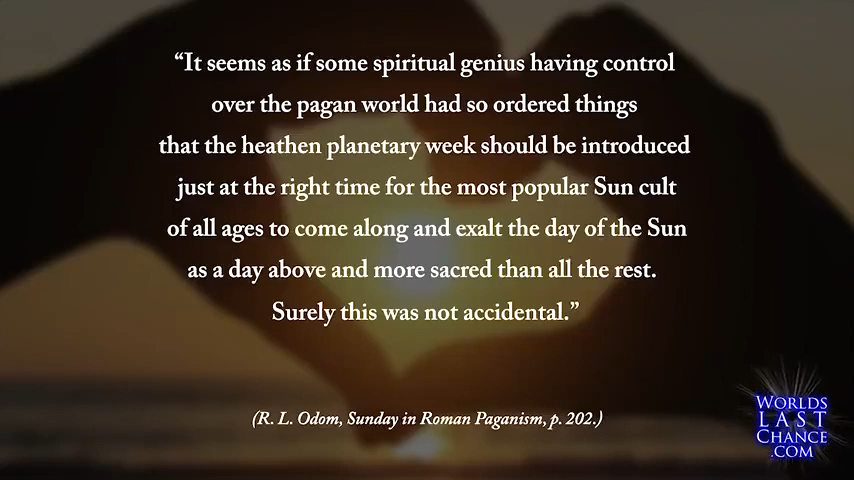 “It seems as if some spiritual genius having control
over the pagan world had so ordered things
that the heathen planetary week should be introduced
just at the right time for the most popular Sun cult
of all ages to come along and exalt the day of the Sun
as a day above and more sacred than all the rest.
Surely this was not accidental.”
(R. L. Odom, Sunday in Roman Paganism, p. 202.)
WORLDS
LAST
CHANCE
.COM